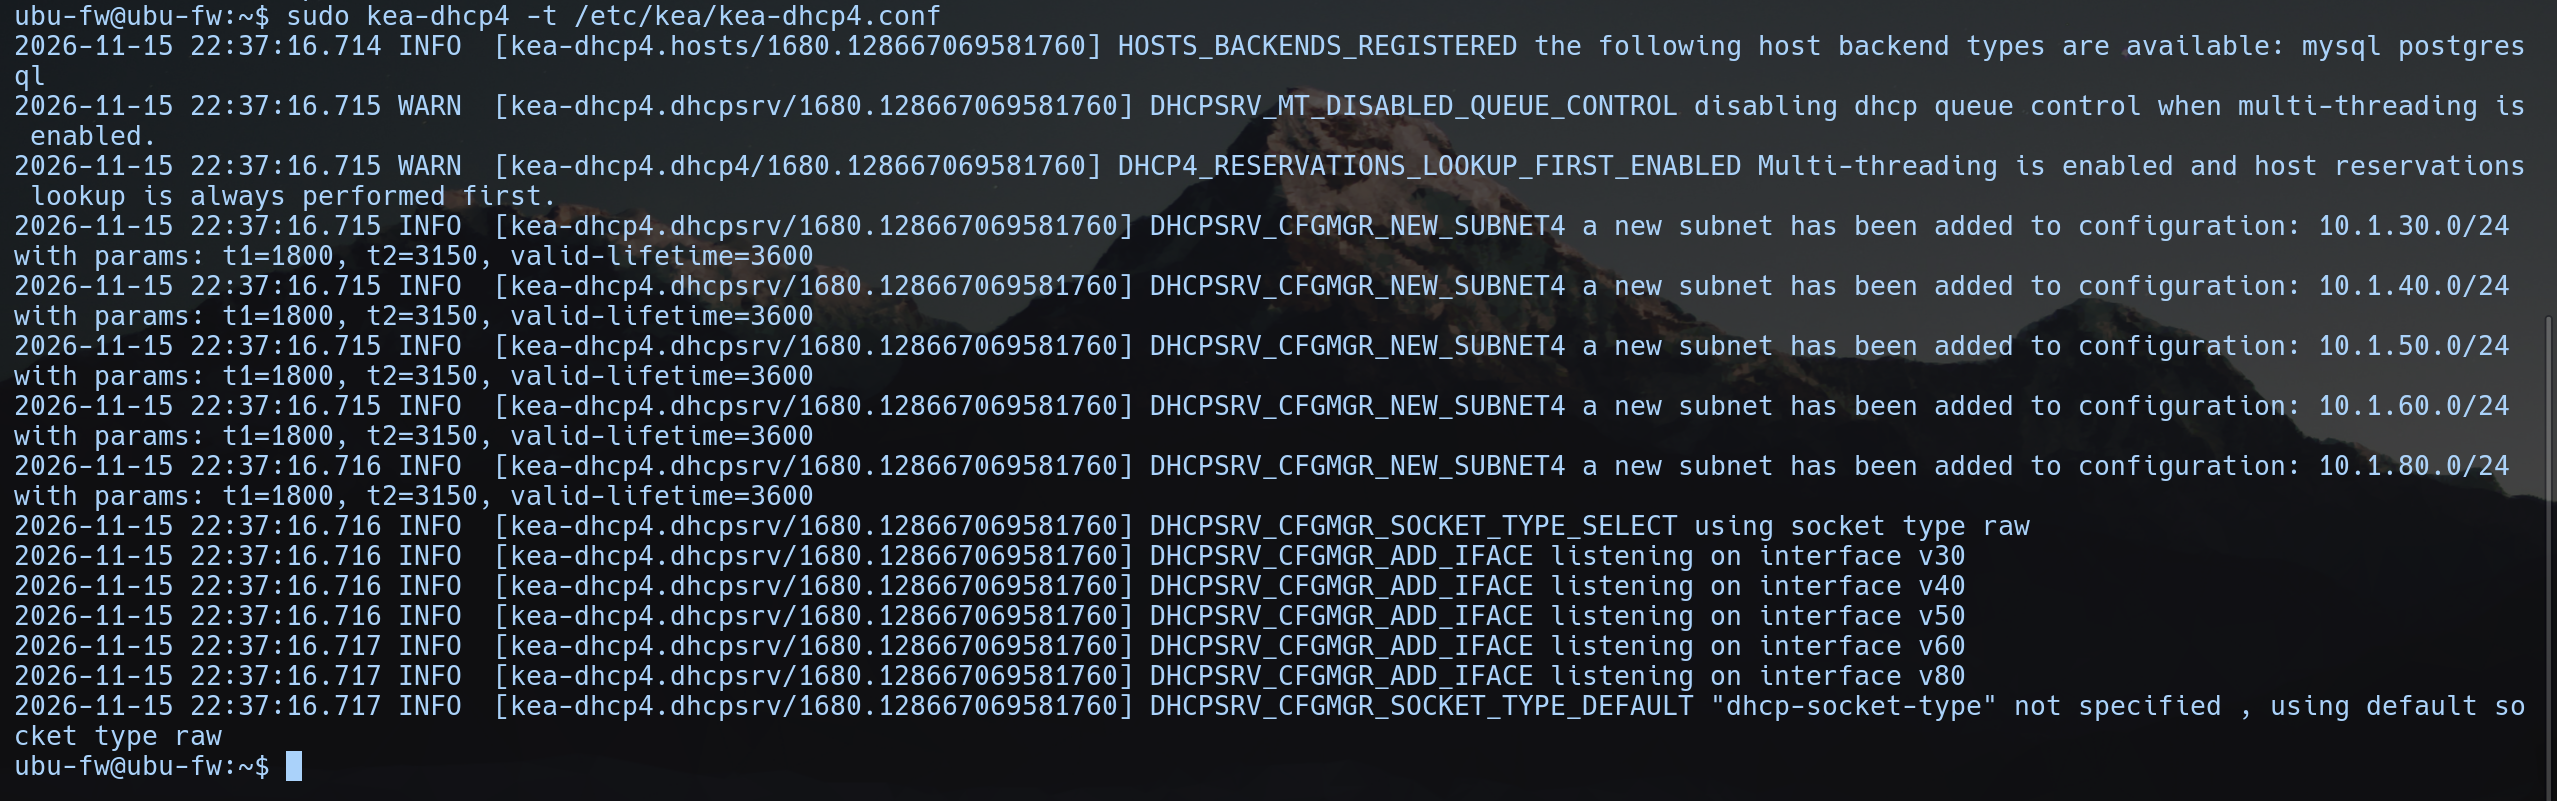 ubu-fw@ubu-fw:~$ sudo kea-dhcp4 -t /etc/kea/kea-dhcp4.conf
2026-11-15 22:37:16.714 INFO  [kea-dhcp4.hosts/1680.128667069581760] HOSTS_BACKENDS_REGISTERED the following host backend types are available: mysql postgres
ql
2026-11-15 22:37:16.715 WARN  [kea-dhcp4.dhcpsrv/1680.128667069581760] DHCPSRV_MT_DISABLED_QUEUE_CONTROL disabling dhcp queue control when multi-threading is
 enabled.
2026-11-15 22:37:16.715 WARN  [kea-dhcp4.dhcp4/1680.128667069581760] DHCP4_RESERVATIONS_LOOKUP_FIRST_ENABLED Multi-threading is enabled and host reservations
 lookup is always performed first.
2026-11-15 22:37:16.715 INFO  [kea-dhcp4.dhcpsrv/1680.128667069581760] DHCPSRV_CFGMGR_NEW_SUBNET4 a new subnet has been added to configuration: 10.1.30.0/24
with params: t1=1800, t2=3150, valid-lifetime=3600
2026-11-15 22:37:16.715 INFO  [kea-dhcp4.dhcpsrv/1680.128667069581760] DHCPSRV_CFGMGR_NEW_SUBNET4 a new subnet has been added to configuration: 10.1.40.0/24
with params: t1=1800, t2=3150, valid-lifetime=3600
2026-11-15 22:37:16.715 INFO  [kea-dhcp4.dhcpsrv/1680.128667069581760] DHCPSRV_CFGMGR_NEW_SUBNET4 a new subnet has been added to configuration: 10.1.50.0/24
with params: t1=1800, t2=3150, valid-lifetime=3600
2026-11-15 22:37:16.715 INFO  [kea-dhcp4.dhcpsrv/1680.128667069581760] DHCPSRV_CFGMGR_NEW_SUBNET4 a new subnet has been added to configuration: 10.1.60.0/24
with params: t1=1800, t2=3150, valid-lifetime=3600
2026-11-15 22:37:16.716 INFO  [kea-dhcp4.dhcpsrv/1680.128667069581760] DHCPSRV_CFGMGR_NEW_SUBNET4 a new subnet has been added to configuration: 10.1.80.0/24
with params: t1=1800, t2=3150, valid-lifetime=3600
2026-11-15 22:37:16.716 INFO  [kea-dhcp4.dhcpsrv/1680.128667069581760] DHCPSRV_CFGMGR_SOCKET_TYPE_SELECT using socket type raw
2026-11-15 22:37:16.716 INFO  [kea-dhcp4.dhcpsrv/1680.128667069581760] DHCPSRV_CFGMGR_ADD_IFACE listening on interface v30
2026-11-15 22:37:16.716 INFO  [kea-dhcp4.dhcpsrv/1680.128667069581760] DHCPSRV_CFGMGR_ADD_IFACE listening on interface v40
2026-11-15 22:37:16.716 INFO  [kea-dhcp4.dhcpsrv/1680.128667069581760] DHCPSRV_CFGMGR_ADD_IFACE listening on interface v50
2026-11-15 22:37:16.717 INFO  [kea-dhcp4.dhcpsrv/1680.128667069581760] DHCPSRV_CFGMGR_ADD_IFACE listening on interface v60
2026-11-15 22:37:16.717 INFO  [kea-dhcp4.dhcpsrv/1680.128667069581760] DHCPSRV_CFGMGR_ADD_IFACE listening on interface v80
2026-11-15 22:37:16.717 INFO  [kea-dhcp4.dhcpsrv/1680.128667069581760] DHCPSRV_CFGMGR_SOCKET_TYPE_DEFAULT "dhcp-socket-type" not specified , using default so
cket type raw
ubu-fw@ubu-fw:~$